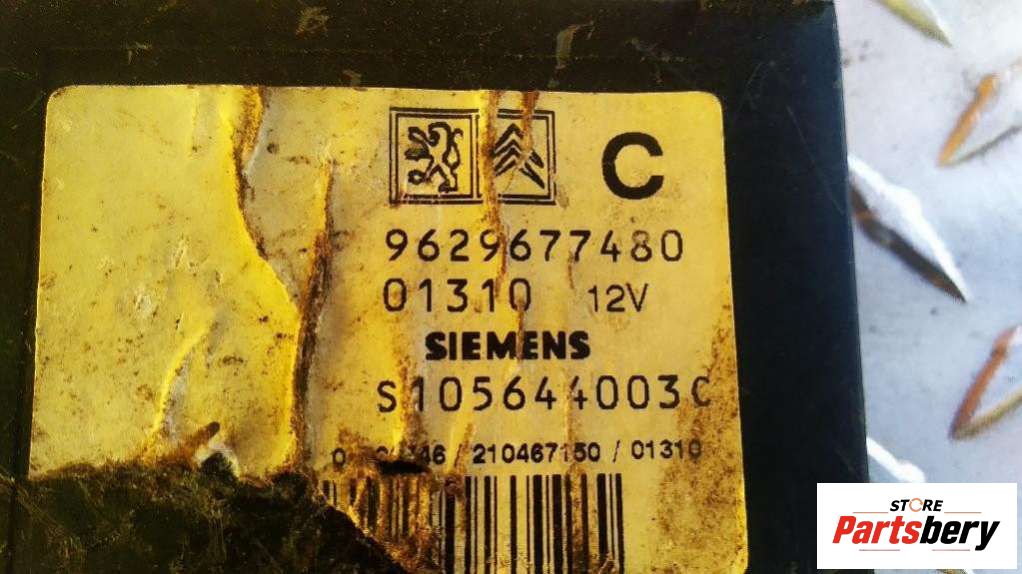 C
9629677480
01310 12V
SIEMENS
S105644003C
/ 210467150 / 01310
STORE
Partsbery